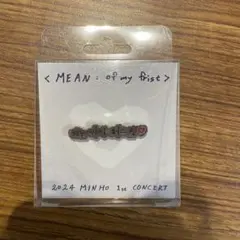 < MEAN : of my first >
2024 MINHO 1st CONCERT